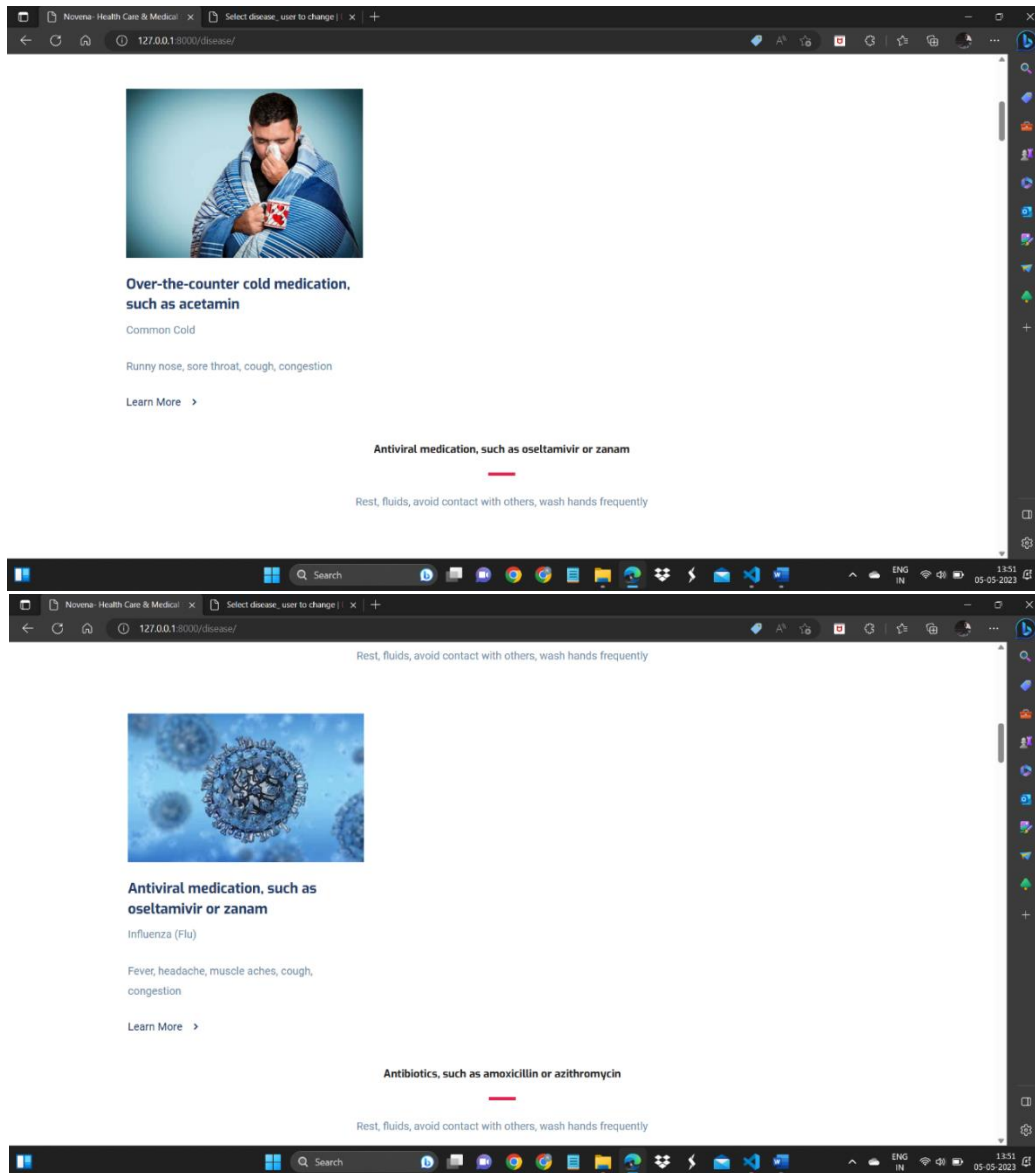 Novena- Health Care & Medical
Select disease_user to change |
127.0.0.1:8000/disease/
Over-the-counter cold medication,
such as acetamin
Common Cold
Runny nose, sore throat, cough, congestion
Learn More >
Antiviral medication, such as oseltamivir or zanam
Rest, fluids, avoid contact with others, wash hands frequently
Search
ENG
IN
13:51
05-05-2023
Novena- Health Care & Medical
Select disease_user to change |
127.0.0.1:8000/disease/
Rest, fluids, avoid contact with others, wash hands frequently
Antiviral medication, such as
oseltamivir or zanam
Influenza (Flu)
Fever, headache, muscle aches, cough,
congestion
Learn More >
Antibiotics, such as amoxicillin or azithromycin
Rest, fluids, avoid contact with others, wash hands frequently
Search
ENG
IN
13:51
05-05-2023